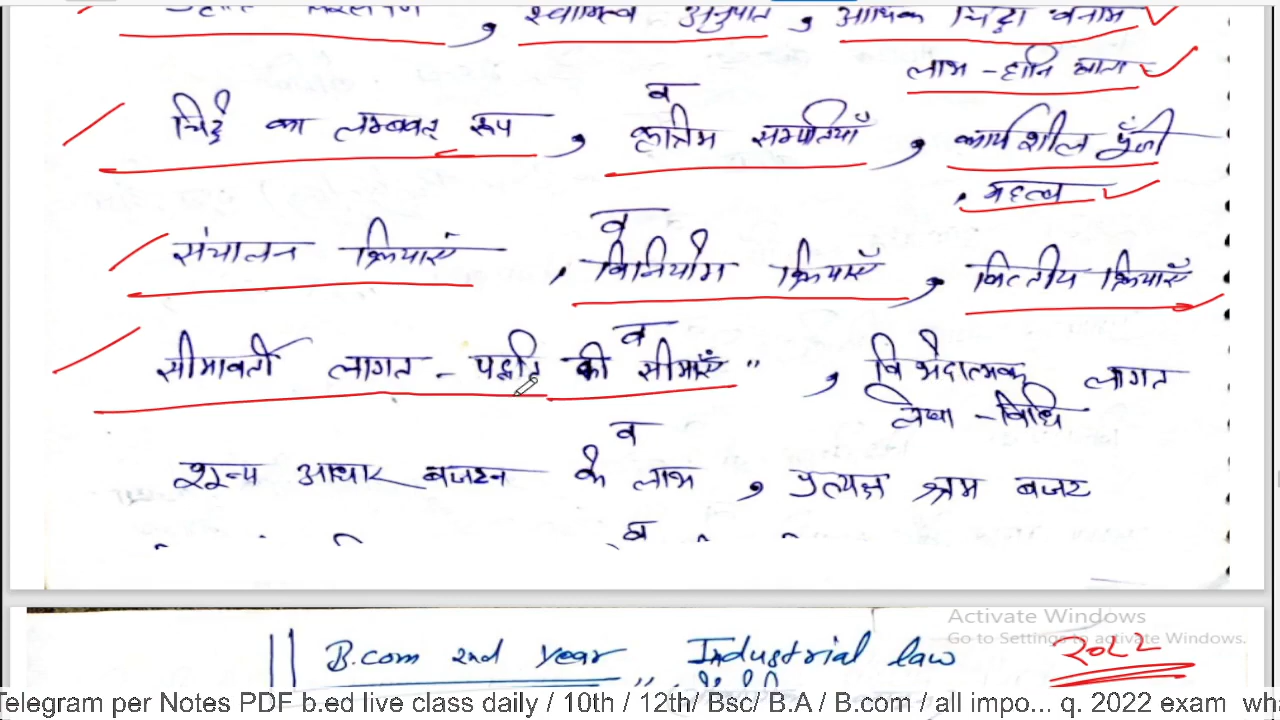 स्वामित्व अनुपात , आर्थिक चिट्ठा बनाम
लाभ - हानि खाता
चिट्ठे का लम्बवत् रूप , कृत्रिम सम्पत्तियाँ , कार्यशील पूँजी
व
, महत्व
संचालन क्रियाएं , विनियोग क्रियाएँ , वित्तीय क्रियाएँ
व
सीमावर्ती लागत - पद्धति की सीमाएँ " , विभेदात्मक लागत
व
लेखा - विधि
व
शून्य आधार बजटन के लाभ , प्रत्यक्ष श्रम बजट
व
Activate Windows
Go to Settings to activate Windows.
|| B.com 2nd year Industrial law 2022
Telegram per Notes PDF b.ed live class daily / 10th / 12th/ Bsc/ B.A / B.com / all impo... q. 2022 exam wha